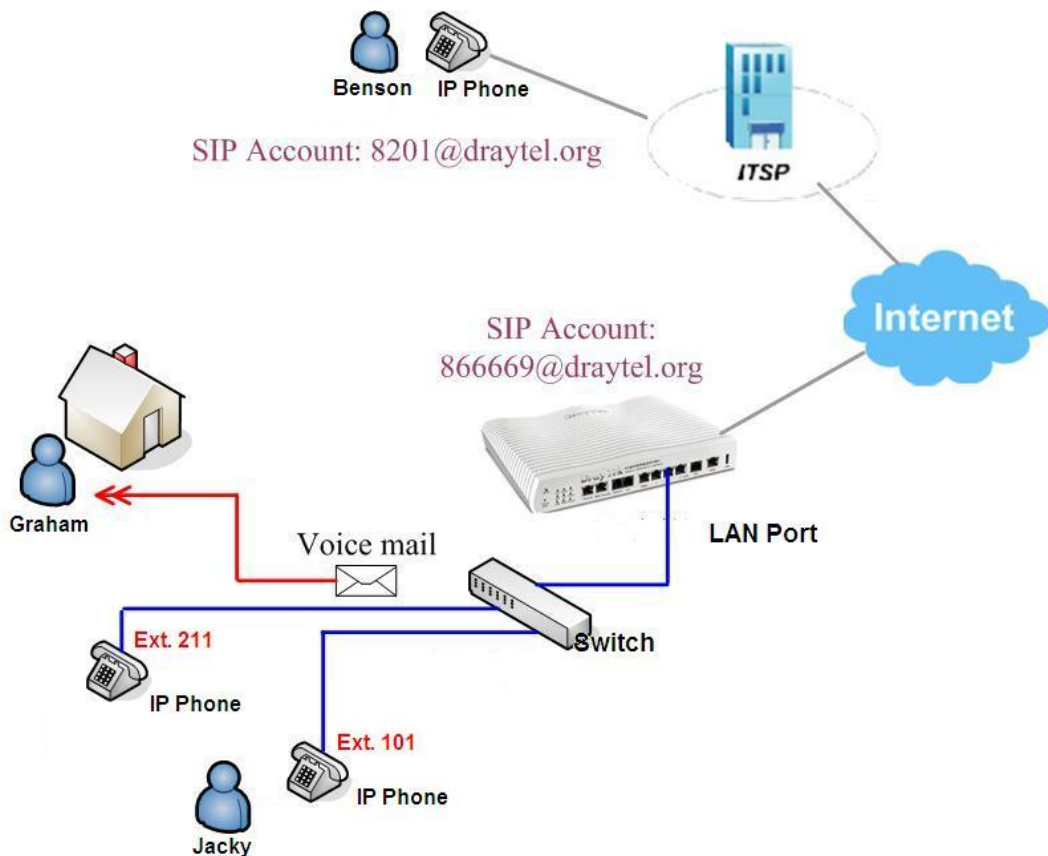 Benson
IP Phone
SIP Account: 8201@draytel.org
ITSP
Internet
SIP Account:
866669@draytel.org
Graham
LAN Port
Voice mail
Switch
Ext. 211
IP Phone
Ext. 101
IP Phone
Jacky